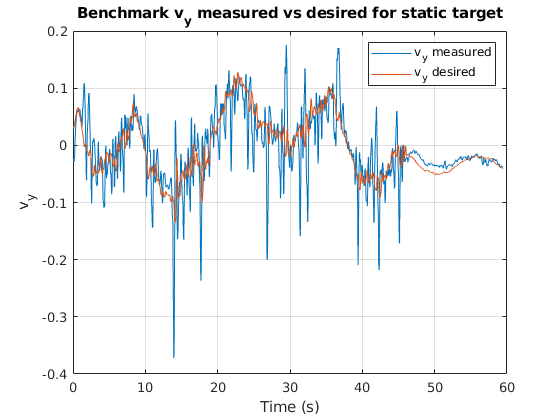 Benchmark v_y measured vs desired for static target
v_y measured
v_y desired
0.2
0.1
0
-0.1
-0.2
-0.3
-0.4
v_y
0 10 20 30 40 50 60
Time (s)